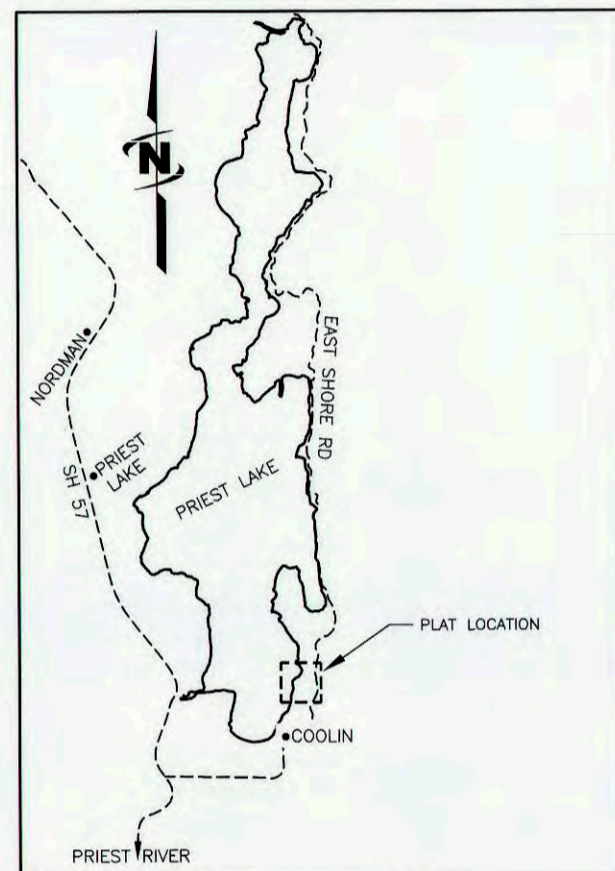 N
NORDMAN
EAST SHORE RD
PRIEST
LAKE
SH 57
PRIEST LAKE
PLAT LOCATION
COOLIN
PRIEST RIVER